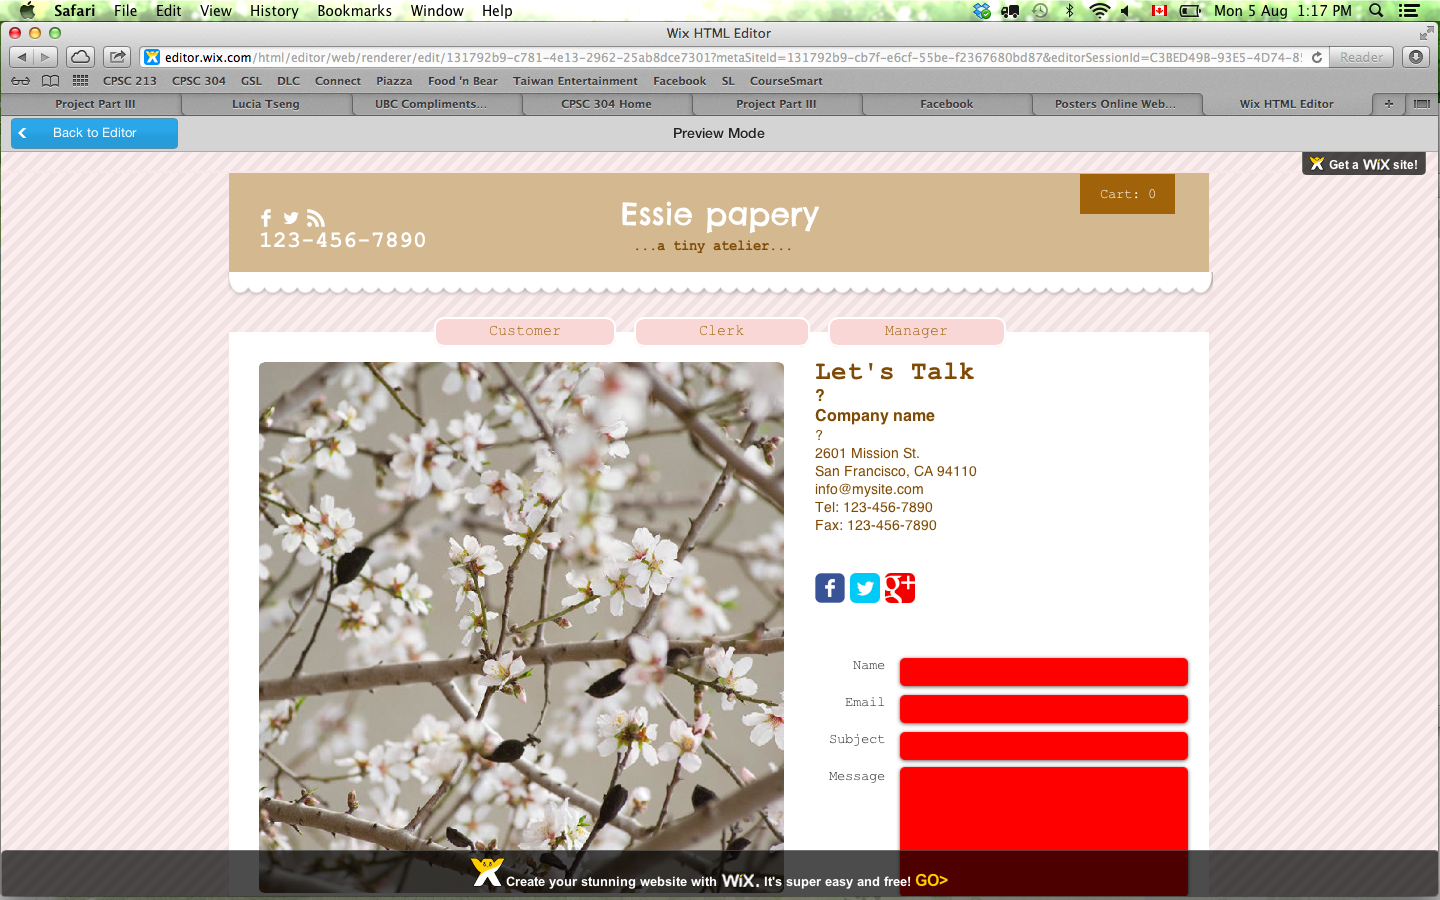 Safari File Edit View History Bookmarks Window Help Mon 5 Aug 1:17 PM
Wix HTML Editor
editor.wix.com/html/editor/web/renderer/edit/131792b9-c781-4e13-2962-25ab8dce7301?metaSiteId=131792b9-cb7f-e6cf-55be-f2367680bd87&editorSessionId=C3BED49B-93E5-4D74-8! Reader
CPSC 213 CPSC 304 GSL DLC Connect Piazza Food 'n Bear Taiwan Entertainment Facebook SL CourseSmart
Project Part III Lucia Tseng UBC Compliments... CPSC 304 Home Project Part III Facebook Posters Online Web... Wix HTML Editor
Back to Editor Preview Mode
Get a WiX site!
Cart: 0
Essie papery
123-456-7890
...a tiny atelier...
Customer Clerk Manager
Let's Talk
?
Company name
?
2601 Mission St.
San Francisco, CA 94110
info@mysite.com
Tel: 123-456-7890
Fax: 123-456-7890
Name
Email
Subject
Message
Create your stunning website with WiX. It's super easy and free! GO>